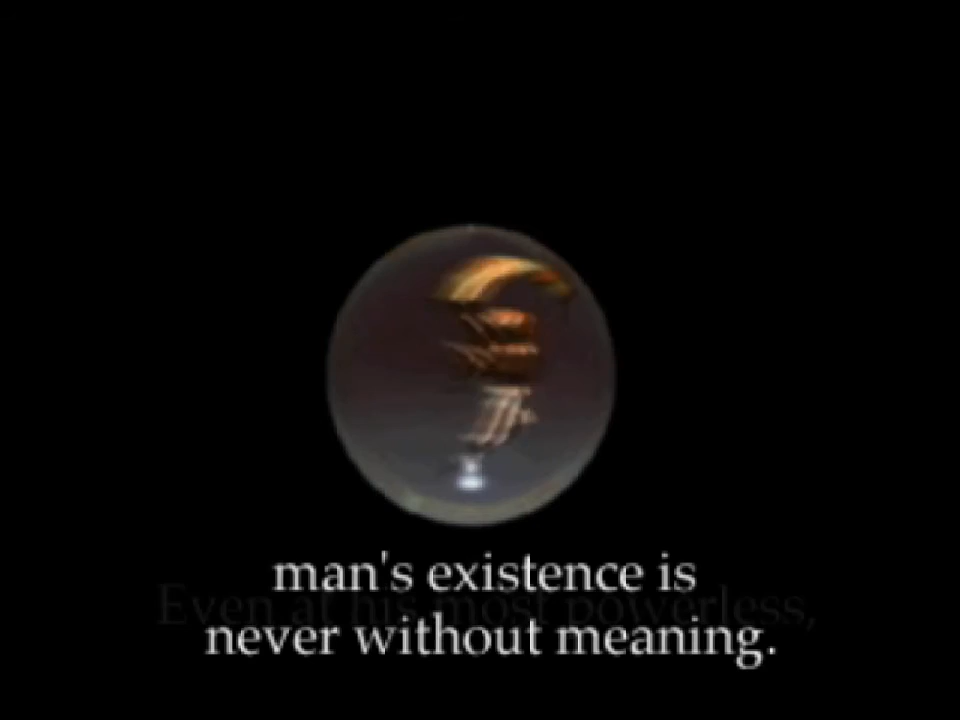 Even at his most powerless,
man's existence is
never without meaning.